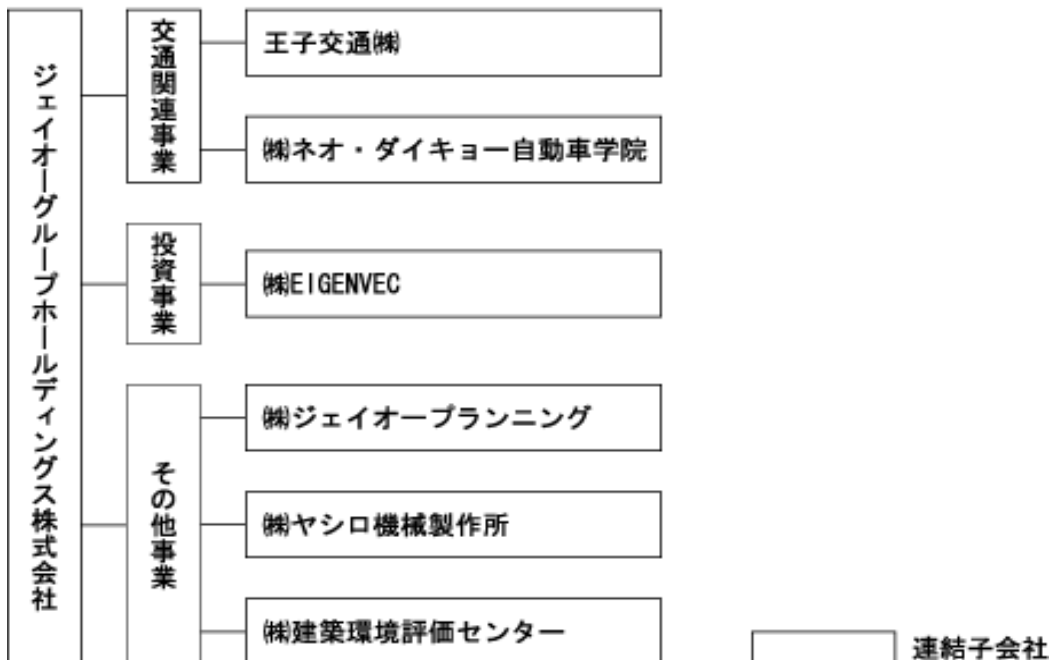 ジェイオーグループホールディングス株式会社
交通関連事業
王子交通㈱
㈱ネオ・ダイキョー自動車学院
投資事業
㈱EIGENVEC
その他事業
㈱ジェイオープランニング
㈱ヤシロ機械製作所
㈱建築環境評価センター
連結子会社